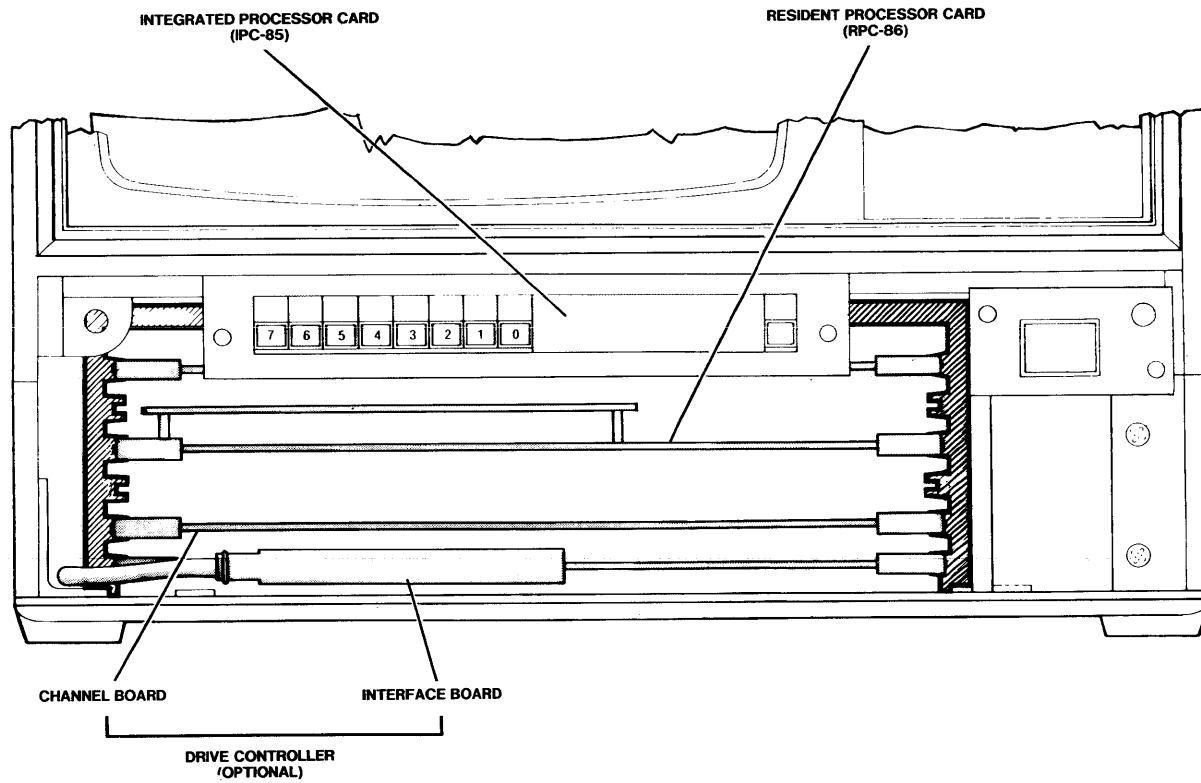 INTEGRATED PROCESSOR CARD
(IPC-85)
RESIDENT PROCESSOR CARD
(RPC-86)
7 6 5 4 3 2 1 0
CHANNEL BOARD
INTERFACE BOARD
DRIVE CONTROLLER
(OPTIONAL)